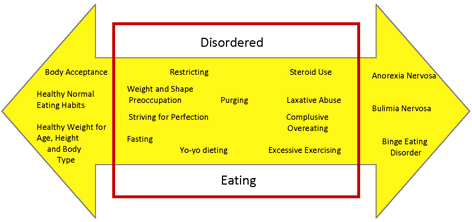 Disordered
Body Acceptance
Healthy Normal
Eating Habits
Healthy Weight for
Age, Height
and Body
Type
Restricting
Steroid Use
Weight and Shape
Preoccupation
Purging
Laxative Abuse
Striving for Perfection
Complusive
Overeating
Fasting
Yo-yo dieting
Excessive Exercising
Anorexia Nervosa
Bulimia Nervosa
Binge Eating
Disorder
Eating